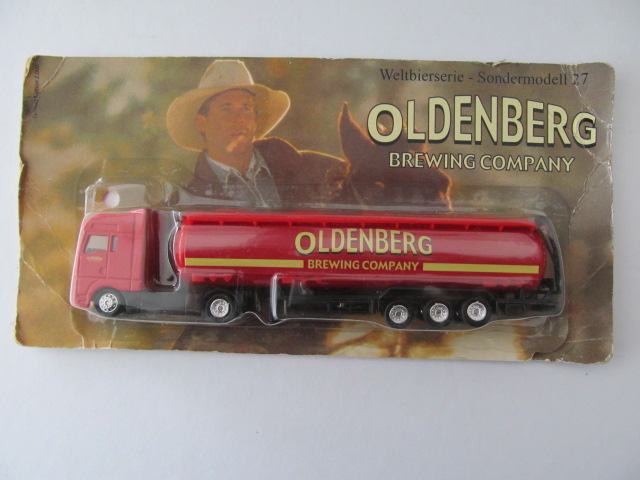 Weltbierserie - Sondermodell 27
OLDENBERG
BREWING COMPANY
OLDENBERG
BREWING COMPANY